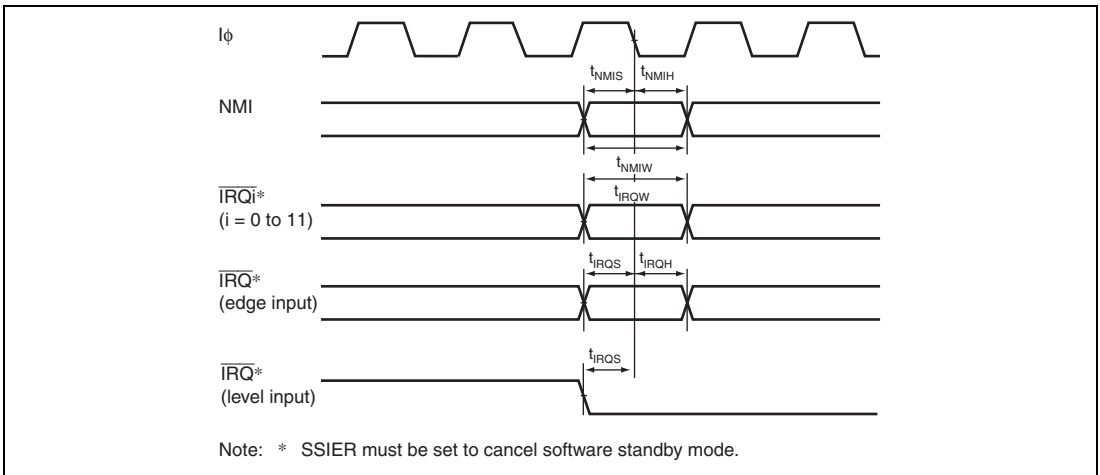 Iϕ
tNMIS tNMIH
NMI
tNMIW
IRQi*
(i = 0 to 11)
tIRQW
tIRQS tIRQH
IRQ*
(edge input)
tIRQS
IRQ*
(level input)
Note: * SSIER must be set to cancel software standby mode.